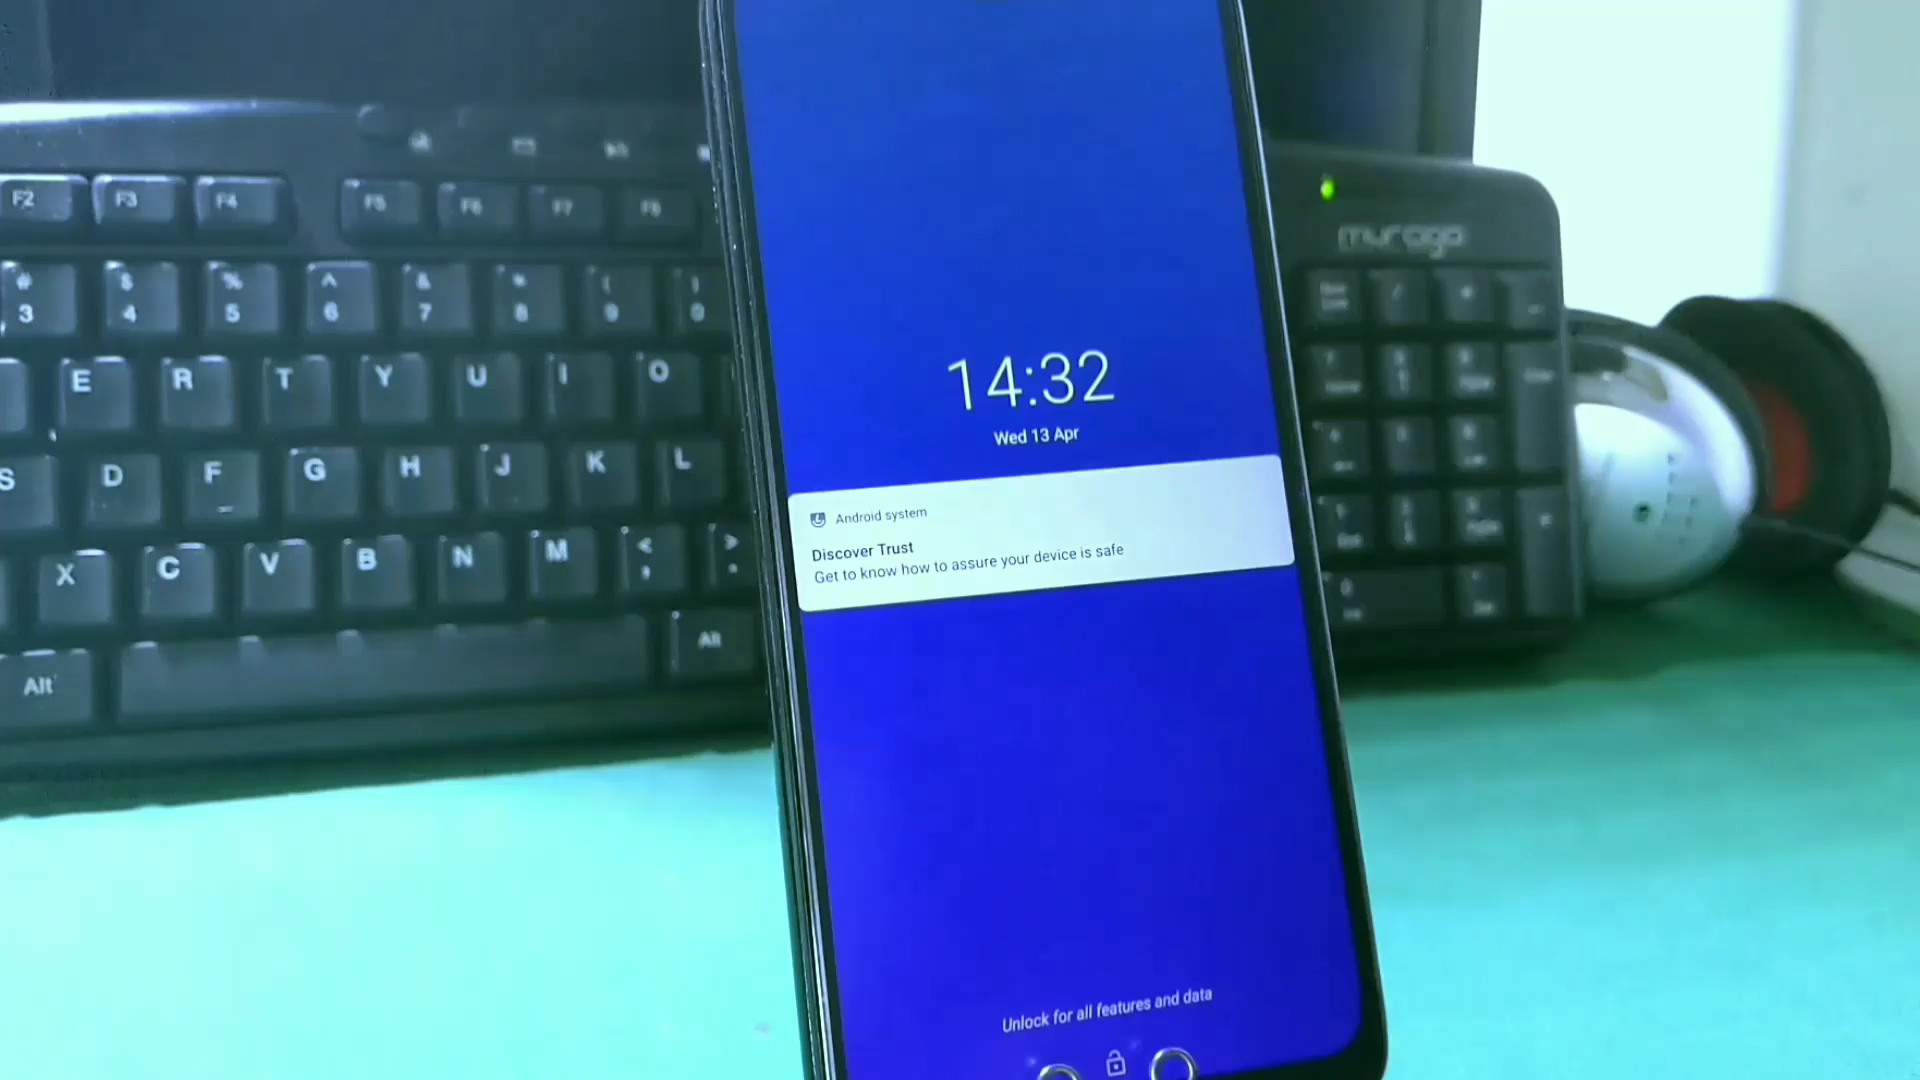 F2 F3 F4 F5 F6 F7 F8
murago
# 3 $ 4 % 5 ^ 6 & 7 * 8 ( 9 ) 0
E R T Y U I O
S D F G H J K L
X C V B N M < , > .
Alt Alt
14:32
Wed 13 Apr
Android system
Discover Trust
Get to know how to assure your device is safe
Unlock for all features and data